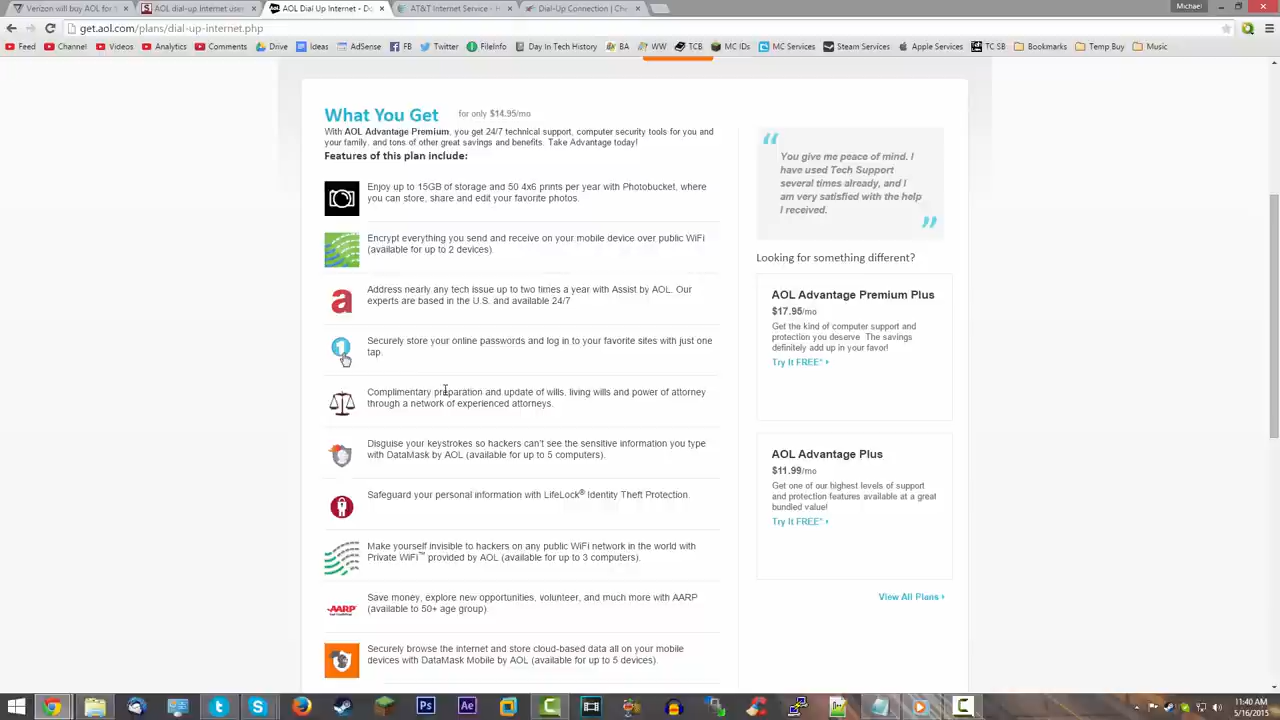 Verizon will buy AOL for $
AOL dial-up Internet user
AOL Dial Up Internet - D
AT&T Internet Service - H
Dial-Up Connection | Che
Michael
get.aol.com/plans/dial-up-internet.php
Feed
Channel
Videos
Analytics
Comments
Drive
Ideas
AdSense
FB
Twitter
FileInfo
Day in Tech History
BA
WW
TCB
MC IDs
MC Services
Steam Services
Apple Services
TC SB
Bookmarks
Temp Buy
Music
What You Get for only $14.95/mo
With AOL Advantage Premium, you get 24/7 technical support, computer security tools for you and
your family, and tons of other great savings and benefits. Take Advantage today!
Features of this plan include:
Enjoy up to 15GB of storage and 50 4x6 prints per year with Photobucket, where
you can store, share and edit your favorite photos.
Encrypt everything you send and receive on your mobile device over public WiFi
(available for up to 2 devices).
Address nearly any tech issue up to two times a year with Assist by AOL. Our
experts are based in the U.S. and available 24/7
Securely store your online passwords and log in to your favorite sites with just one
tap.
Complimentary preparation and update of wills, living wills and power of attorney
through a network of experienced attorneys.
Disguise your keystrokes so hackers can't see the sensitive information you type
with DataMask by AOL (available for up to 5 computers).
Safeguard your personal information with LifeLock® Identity Theft Protection.
Make yourself invisible to hackers on any public WiFi network in the world with
Private WiFi™ provided by AOL (available for up to 3 computers).
AARP
Save money, explore new opportunities, volunteer, and much more with AARP
(available to 50+ age group).
Securely browse the internet and store cloud-based data all on your mobile
devices with DataMask Mobile by AOL (available for up to 5 devices).
“
You give me peace of mind. I
have used Tech Support
several times already, and I
am very satisfied with the help
I received.
”
Looking for something different?
AOL Advantage Premium Plus
$17.95/mo
Get the kind of computer support and
protection you deserve The savings
definitely add up in your favor!
Try It FREE*
AOL Advantage Plus
$11.99/mo
Get one of our highest levels of support
and protection features available at a great
bundled value!
Try It FREE*
View All Plans
Ps
Ae
11:40 AM
5/16/2015